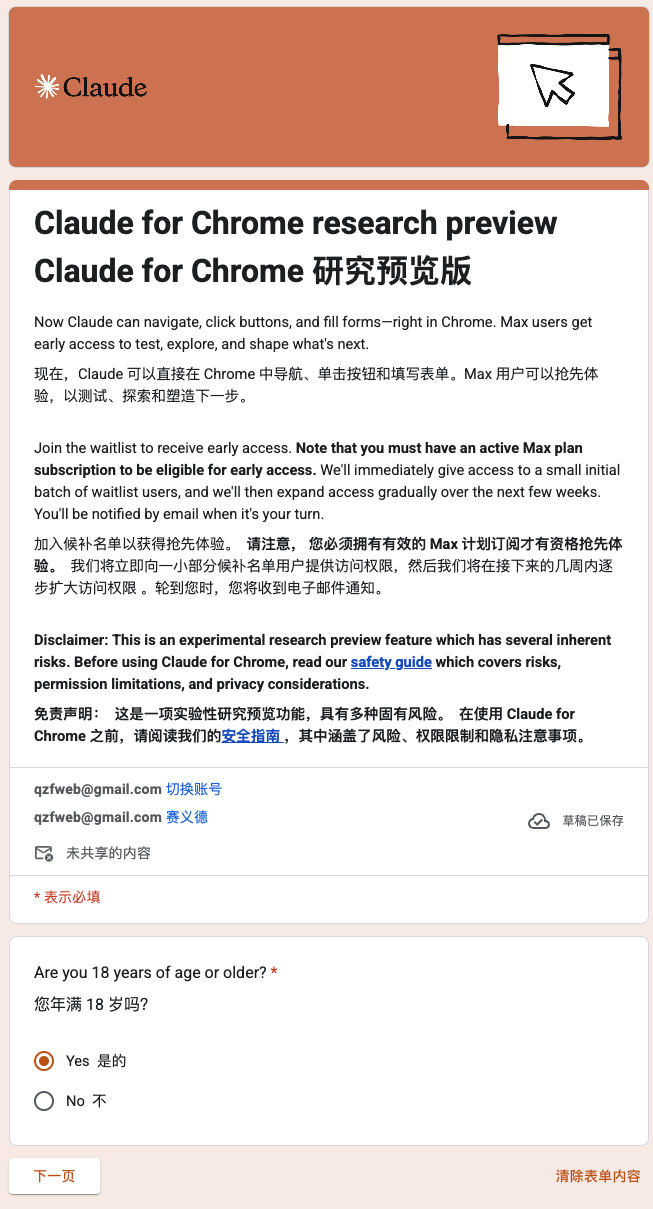 Claude
Claude for Chrome research preview
Claude for Chrome 研究预览版
Now Claude can navigate, click buttons, and fill forms—right in Chrome. Max users get
early access to test, explore, and shape what's next.
现在，Claude 可以直接在 Chrome 中导航、单击按钮和填写表单。Max 用户可以抢先体
验，以测试、探索和塑造下一步。
Join the waitlist to receive early access. Note that you must have an active Max plan
subscription to be eligible for early access. We'll immediately give access to a small initial
batch of waitlist users, and we'll then expand access gradually over the next few weeks.
You'll be notified by email when it's your turn.
加入候补名单以获得抢先体验。 请注意， 您必须拥有有效的 Max 计划订阅才有资格抢先体
验。 我们将立即向一小部分候补名单用户提供访问权限，然后我们将在接下来的几周内逐
步扩大访问权限 。轮到您时，您将收到电子邮件通知。
Disclaimer: This is an experimental research preview feature which has several inherent
risks. Before using Claude for Chrome, read our safety guide which covers risks,
permission limitations, and privacy considerations.
免责声明： 这是一项实验性研究预览功能，具有多种固有风险。 在使用 Claude for
Chrome 之前，请阅读我们的安全指南 ，其中涵盖了风险、权限限制和隐私注意事项。
qzfweb@gmail.com 切换账号
qzfweb@gmail.com 赛义德
草稿已保存
未共享的内容
* 表示必填
Are you 18 years of age or older? *
您年满 18 岁吗?
Yes 是的
No 不
下一页
清除表单内容